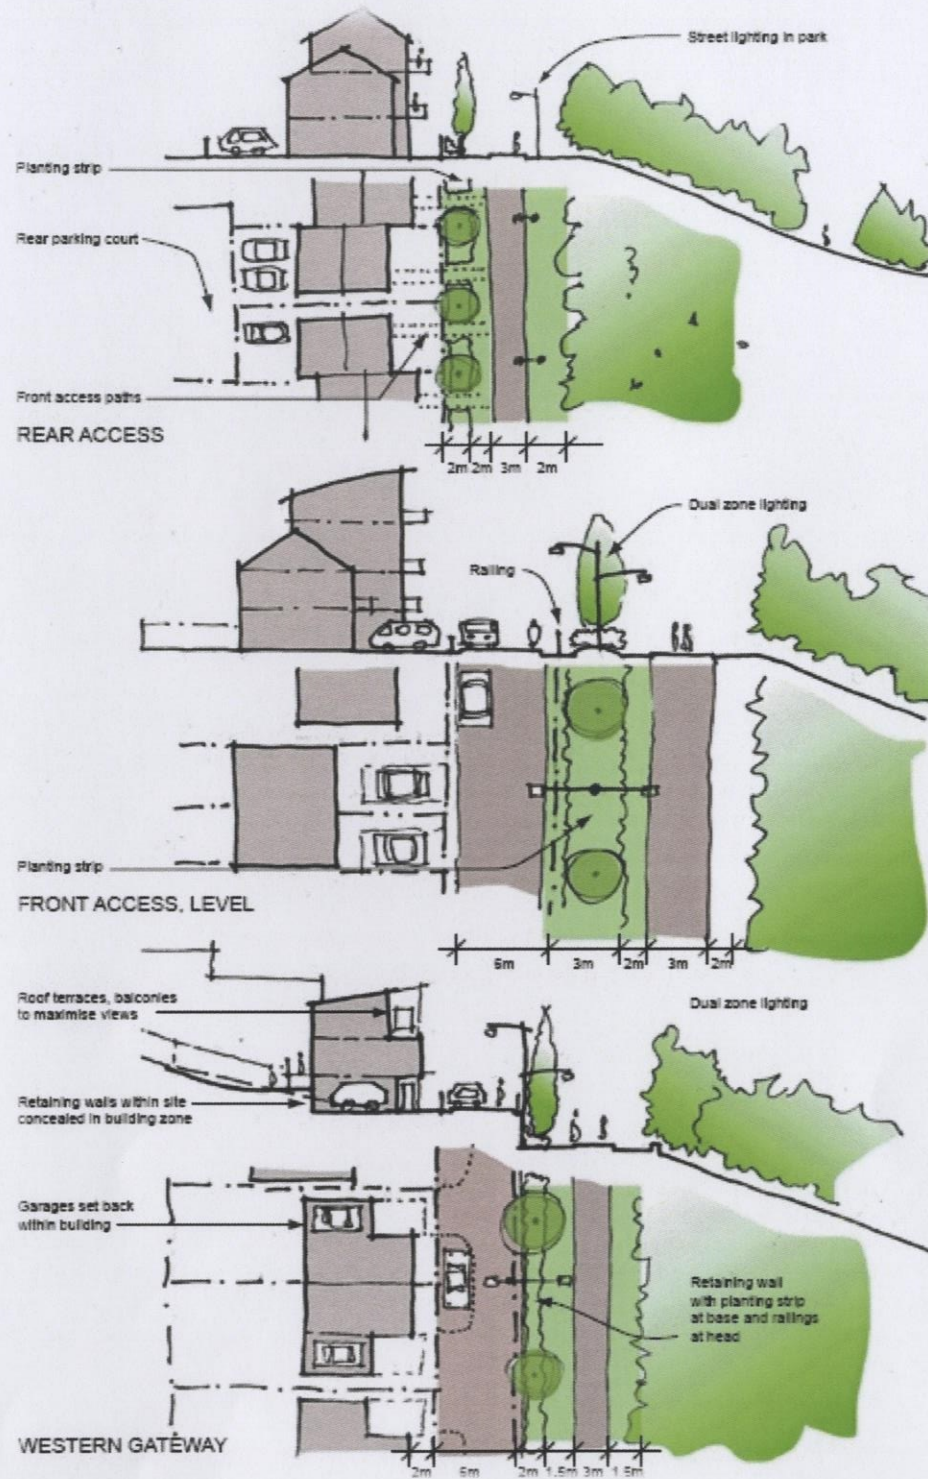 Street lighting in park
Planting strip
Rear parking court
Front access paths
REAR ACCESS
2m 2m 3m 2m
Dual zone lighting
Railing
Planting strip
FRONT ACCESS, LEVEL
6m 3m 2m 3m 2m
Roof terraces, balconies
to maximise views
Dual zone lighting
Retaining walls within site
concealed in building zone
Garages set back
within building
Retaining wall
with planting strip
at base and railings
at head
WESTERN GATEWAY
2m 6m 2m 1.5m 3m 1.5m